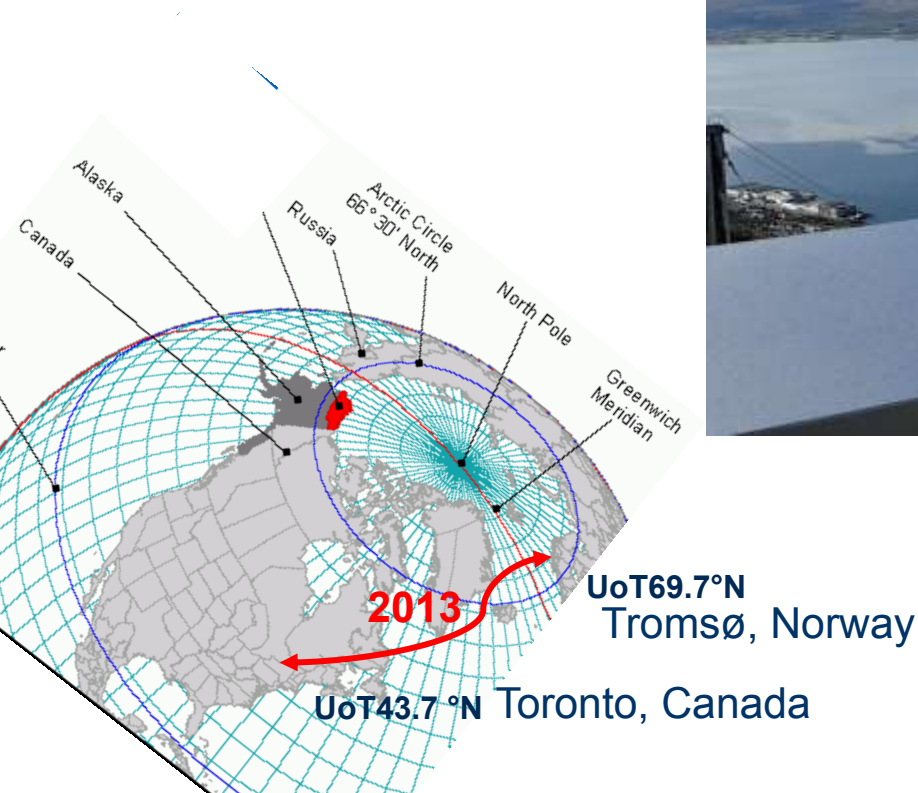 Alaska
Canada
Russia
Arctic Circle
66°30' North
North Pole
Greenwich
Meridian
2013
UoT69.7°N
Tromsø, Norway
UoT43.7 °N Toronto, Canada